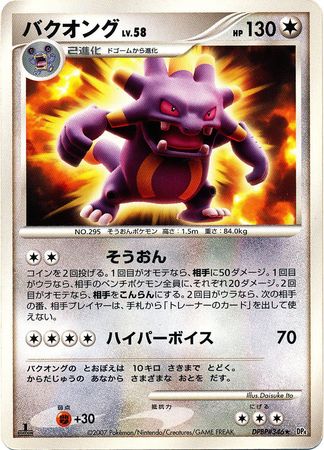 バクオング LV.58
HP 130
2進化 ドゴームから進化
NO.295 そうおんポケモン 高さ:1.5m 重さ:84.0kg
そうおん
コインを2回投げる。1回目がオモテなら、相手に50ダメージ。1回目
がウラなら、相手のベンチポケモン全員に、それぞれ20ダメージ。2回
目がオモテなら、相手をこんらんにする。2回目がウラなら、次の相手の
番、相手プレイヤーは、手札から「トレーナーのカード」を出して使えな
い。
ハイパーボイス 70
バクオングの とおぼえは 10キロ さきまで とどく。
からだじゅうの あなから さまざまな おとを だす。
Illus.Daisuke Ito
弱点 抵抗力 にげる
+30
DPBP#346★ DP4
1 EDITION
©2007 Pokémon/Nintendo/Creatures/GAME FREAK.